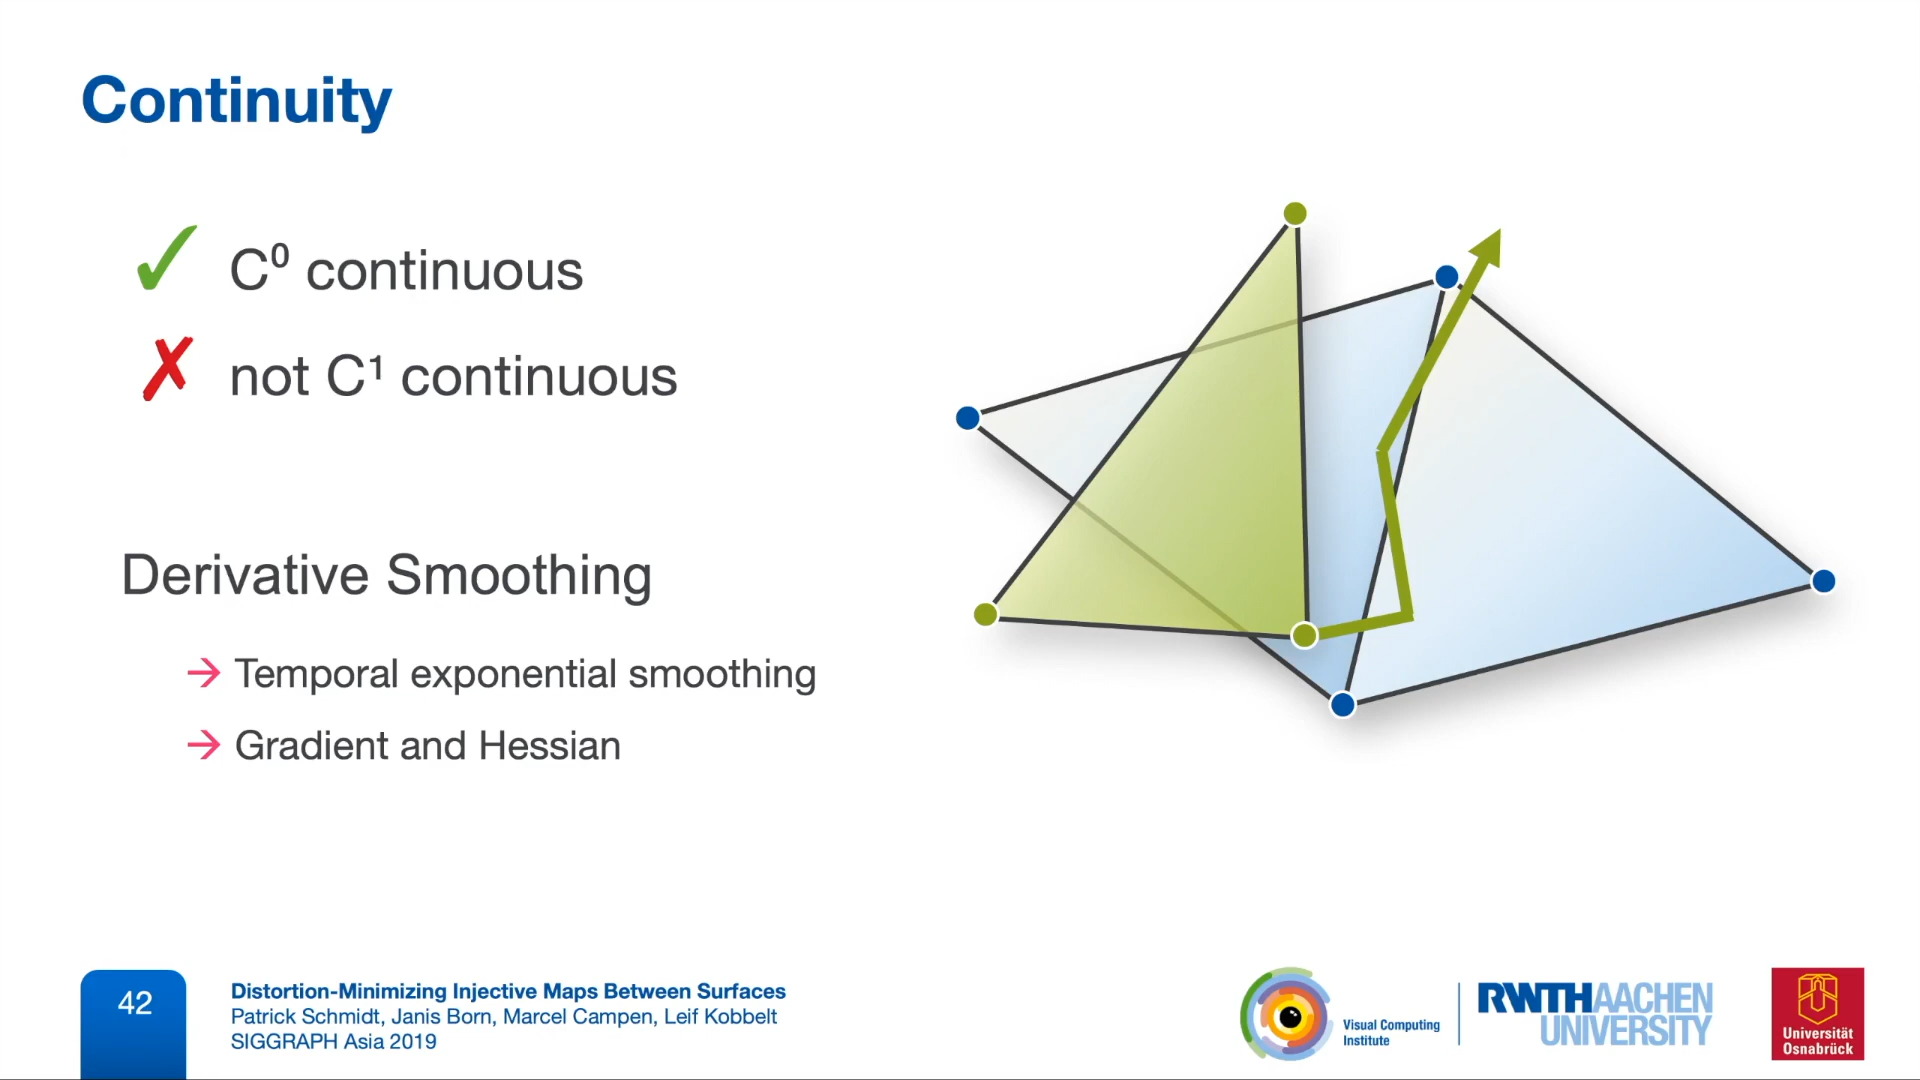 Continuity
✓ C⁰ continuous
✗ not C¹ continuous
Derivative Smoothing
→ Temporal exponential smoothing
→ Gradient and Hessian
42
Distortion-Minimizing Injective Maps Between Surfaces
Patrick Schmidt, Janis Born, Marcel Campen, Leif Kobbelt
SIGGRAPH Asia 2019
Visual Computing
Institute
RWTHAACHEN
UNIVERSITY
Universität
Osnabrück